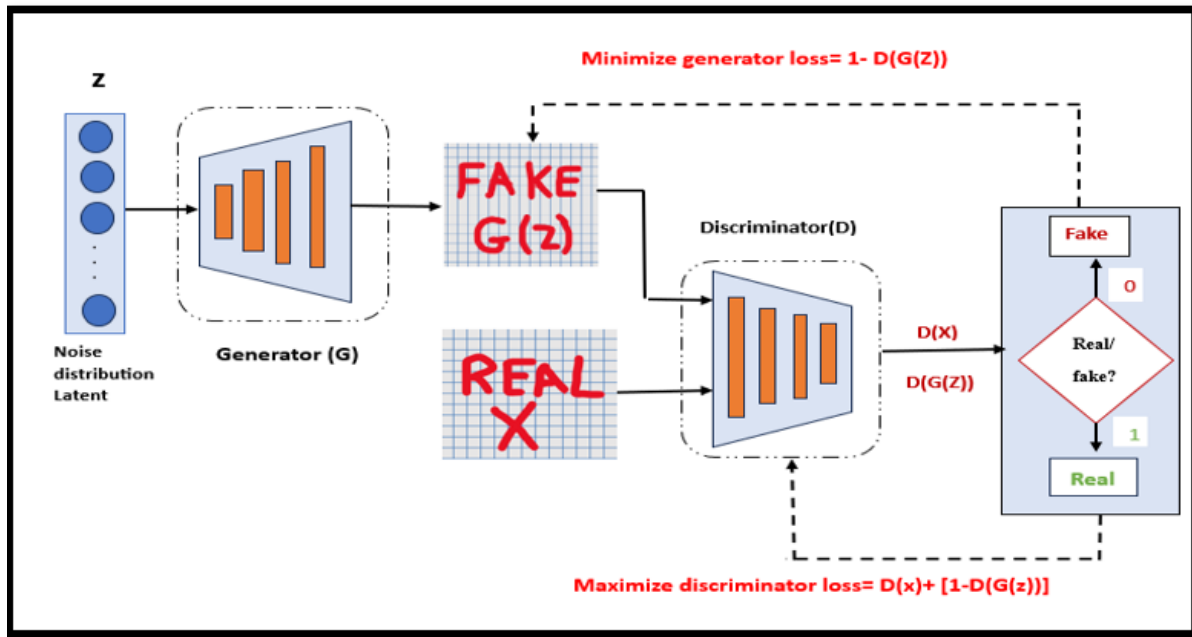 Minimize generator loss= 1- D(G(Z))
Z
FAKE
G(Z)
Discriminator(D)
Fake
0
D(X)
Real/
fake?
D(G(Z))
Generator (G)
Noise
distribution
Latent
REAL
X
1
Real
Maximize discriminator loss= D(x)+ [1-D(G(z))]